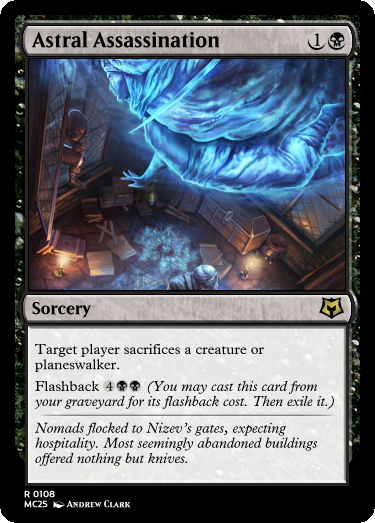 Astral Assassination 1
Sorcery
Target player sacrifices a creature or
planeswalker.
Flashback 4 (You may cast this card from
your graveyard for its flashback cost. Then exile it.)
Nomads flocked to Nizev's gates, expecting
hospitality. Most seemingly abandoned buildings
offered nothing but knives.
R 0108
MC25 Andrew Clark